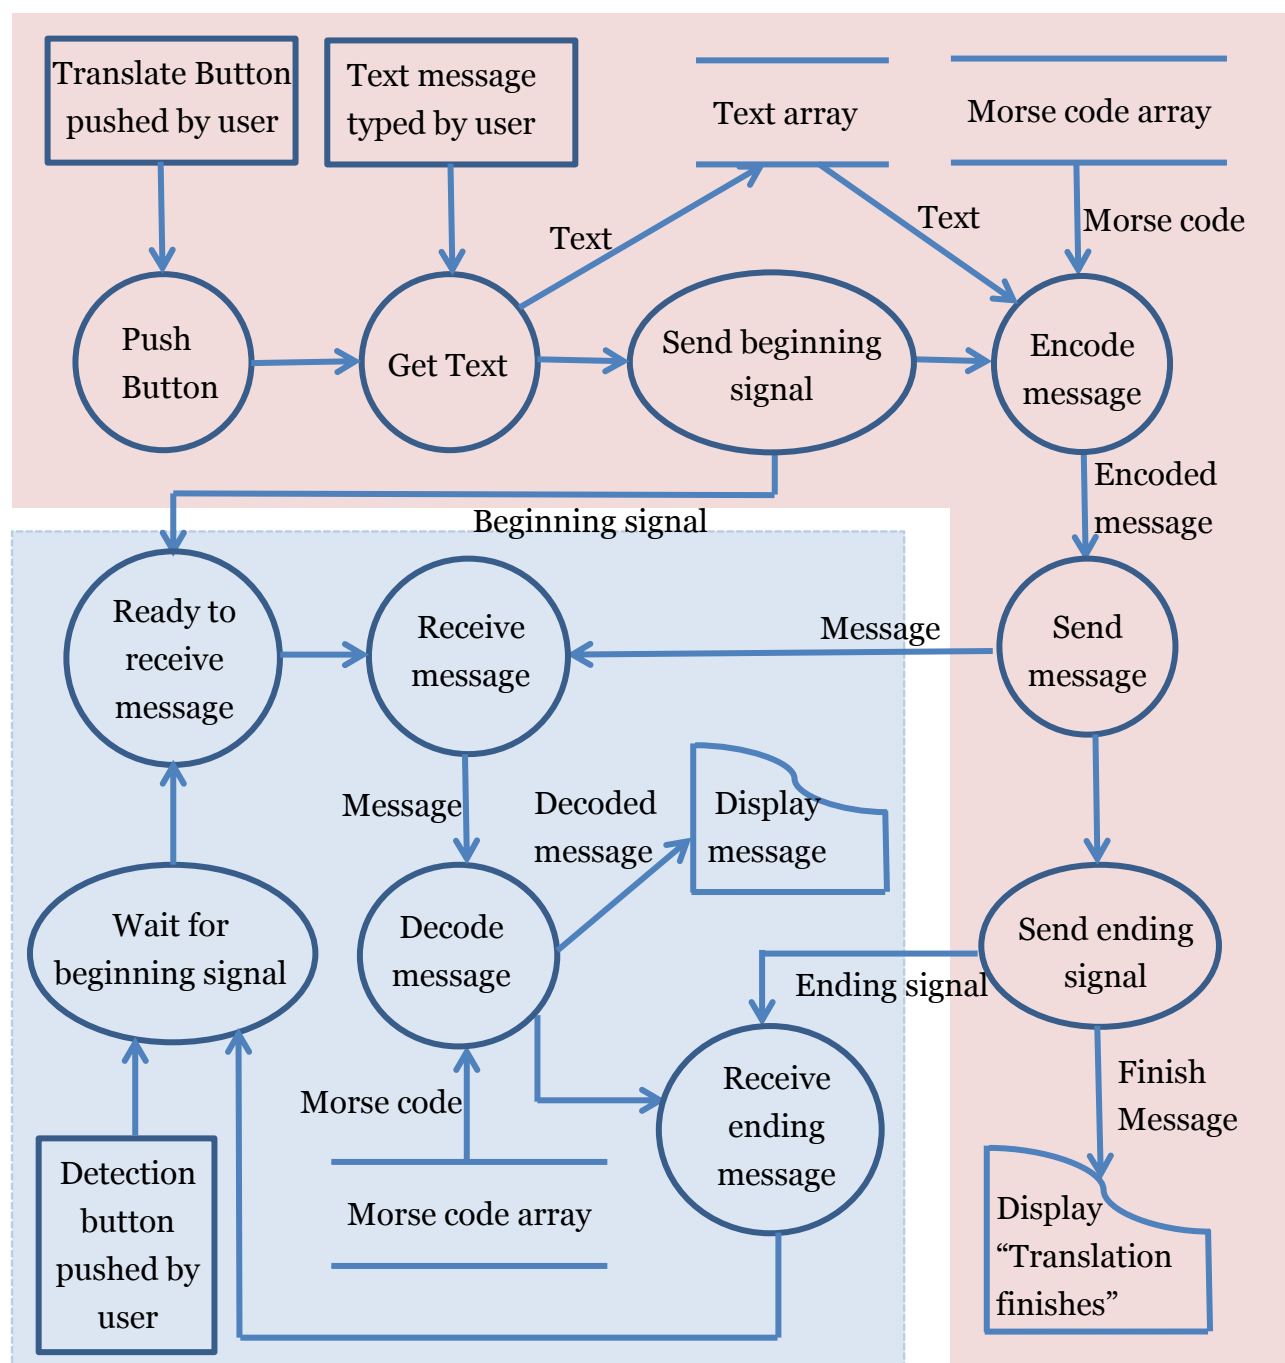 Translate Button
pushed by user
Text message
typed by user
Text array
Morse code array
Text
Text
Morse code
Push
Button
Get Text
Send beginning
signal
Encode
message
Encoded
message
Beginning signal
Ready to
receive
message
Receive
message
Message
Send
message
Message
Decoded
message
Display
message
Wait for
beginning signal
Decode
message
Send ending
signal
Ending signal
Morse code
Receive
ending
message
Finish
Message
Detection
button
pushed by
user
Morse code array
Display
“Translation
finishes”